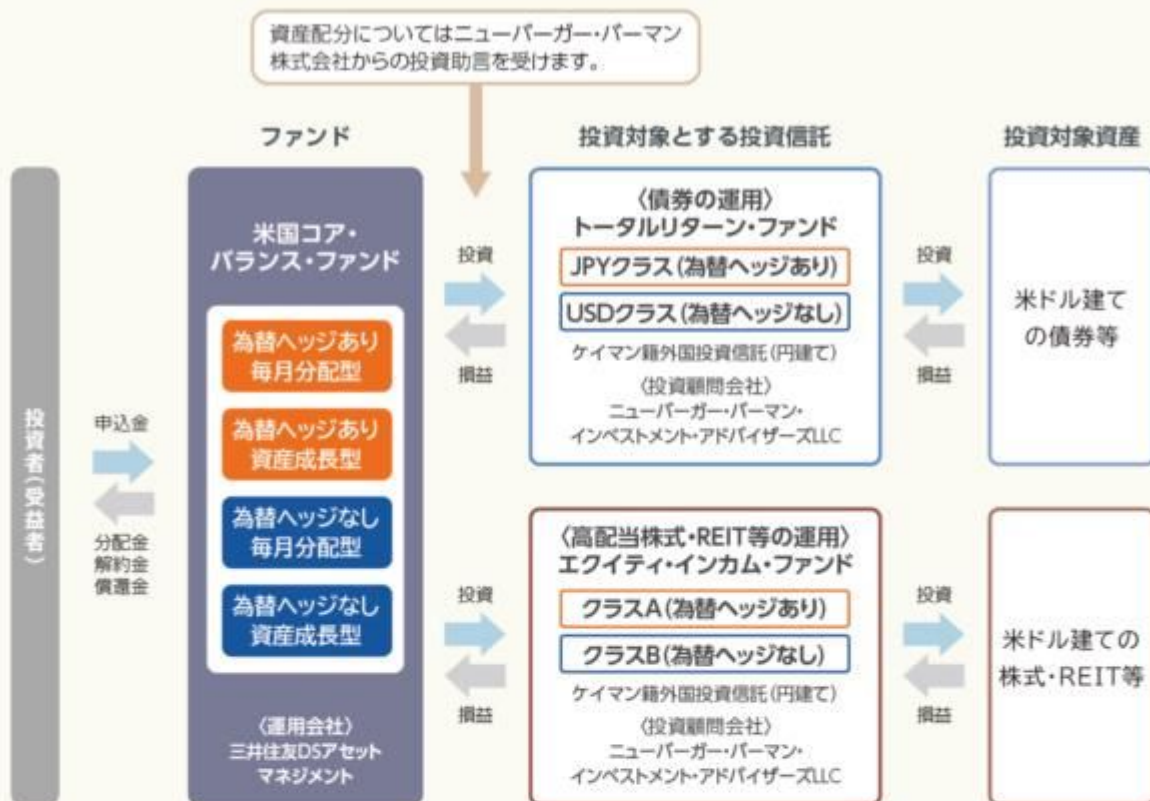 資産配分についてはニューバーガー・バーマン
株式会社からの投資助言を受けます。
ファンド
投資対象とする投資信託
投資対象資産
投資者(受益者)
申込金
分配金
解約金
償還金
米国コア・
バランス・ファンド
為替ヘッジあり
毎月分配型
為替ヘッジあり
資産成長型
為替ヘッジなし
毎月分配型
為替ヘッジなし
資産成長型
〈運用会社〉
三井住友DSアセット
マネジメント
投資
損益
〈債券の運用〉
トータルリターン・ファンド
JPYクラス(為替ヘッジあり)
USDクラス(為替ヘッジなし)
ケイマン籍外国投資信託(円建て)
〈投資顧問会社〉
ニューバーガー・バーマン・
インベストメント・アドバイザーズLLC
投資
損益
米ドル建て
の債券等
投資
損益
〈高配当株式・REIT等の運用〉
エクイティ・インカム・ファンド
クラスA(為替ヘッジあり)
クラスB(為替ヘッジなし)
ケイマン籍外国投資信託(円建て)
〈投資顧問会社〉
ニューバーガー・バーマン・
インベストメント・アドバイザーズLLC
投資
損益
米ドル建ての
株式・REIT等